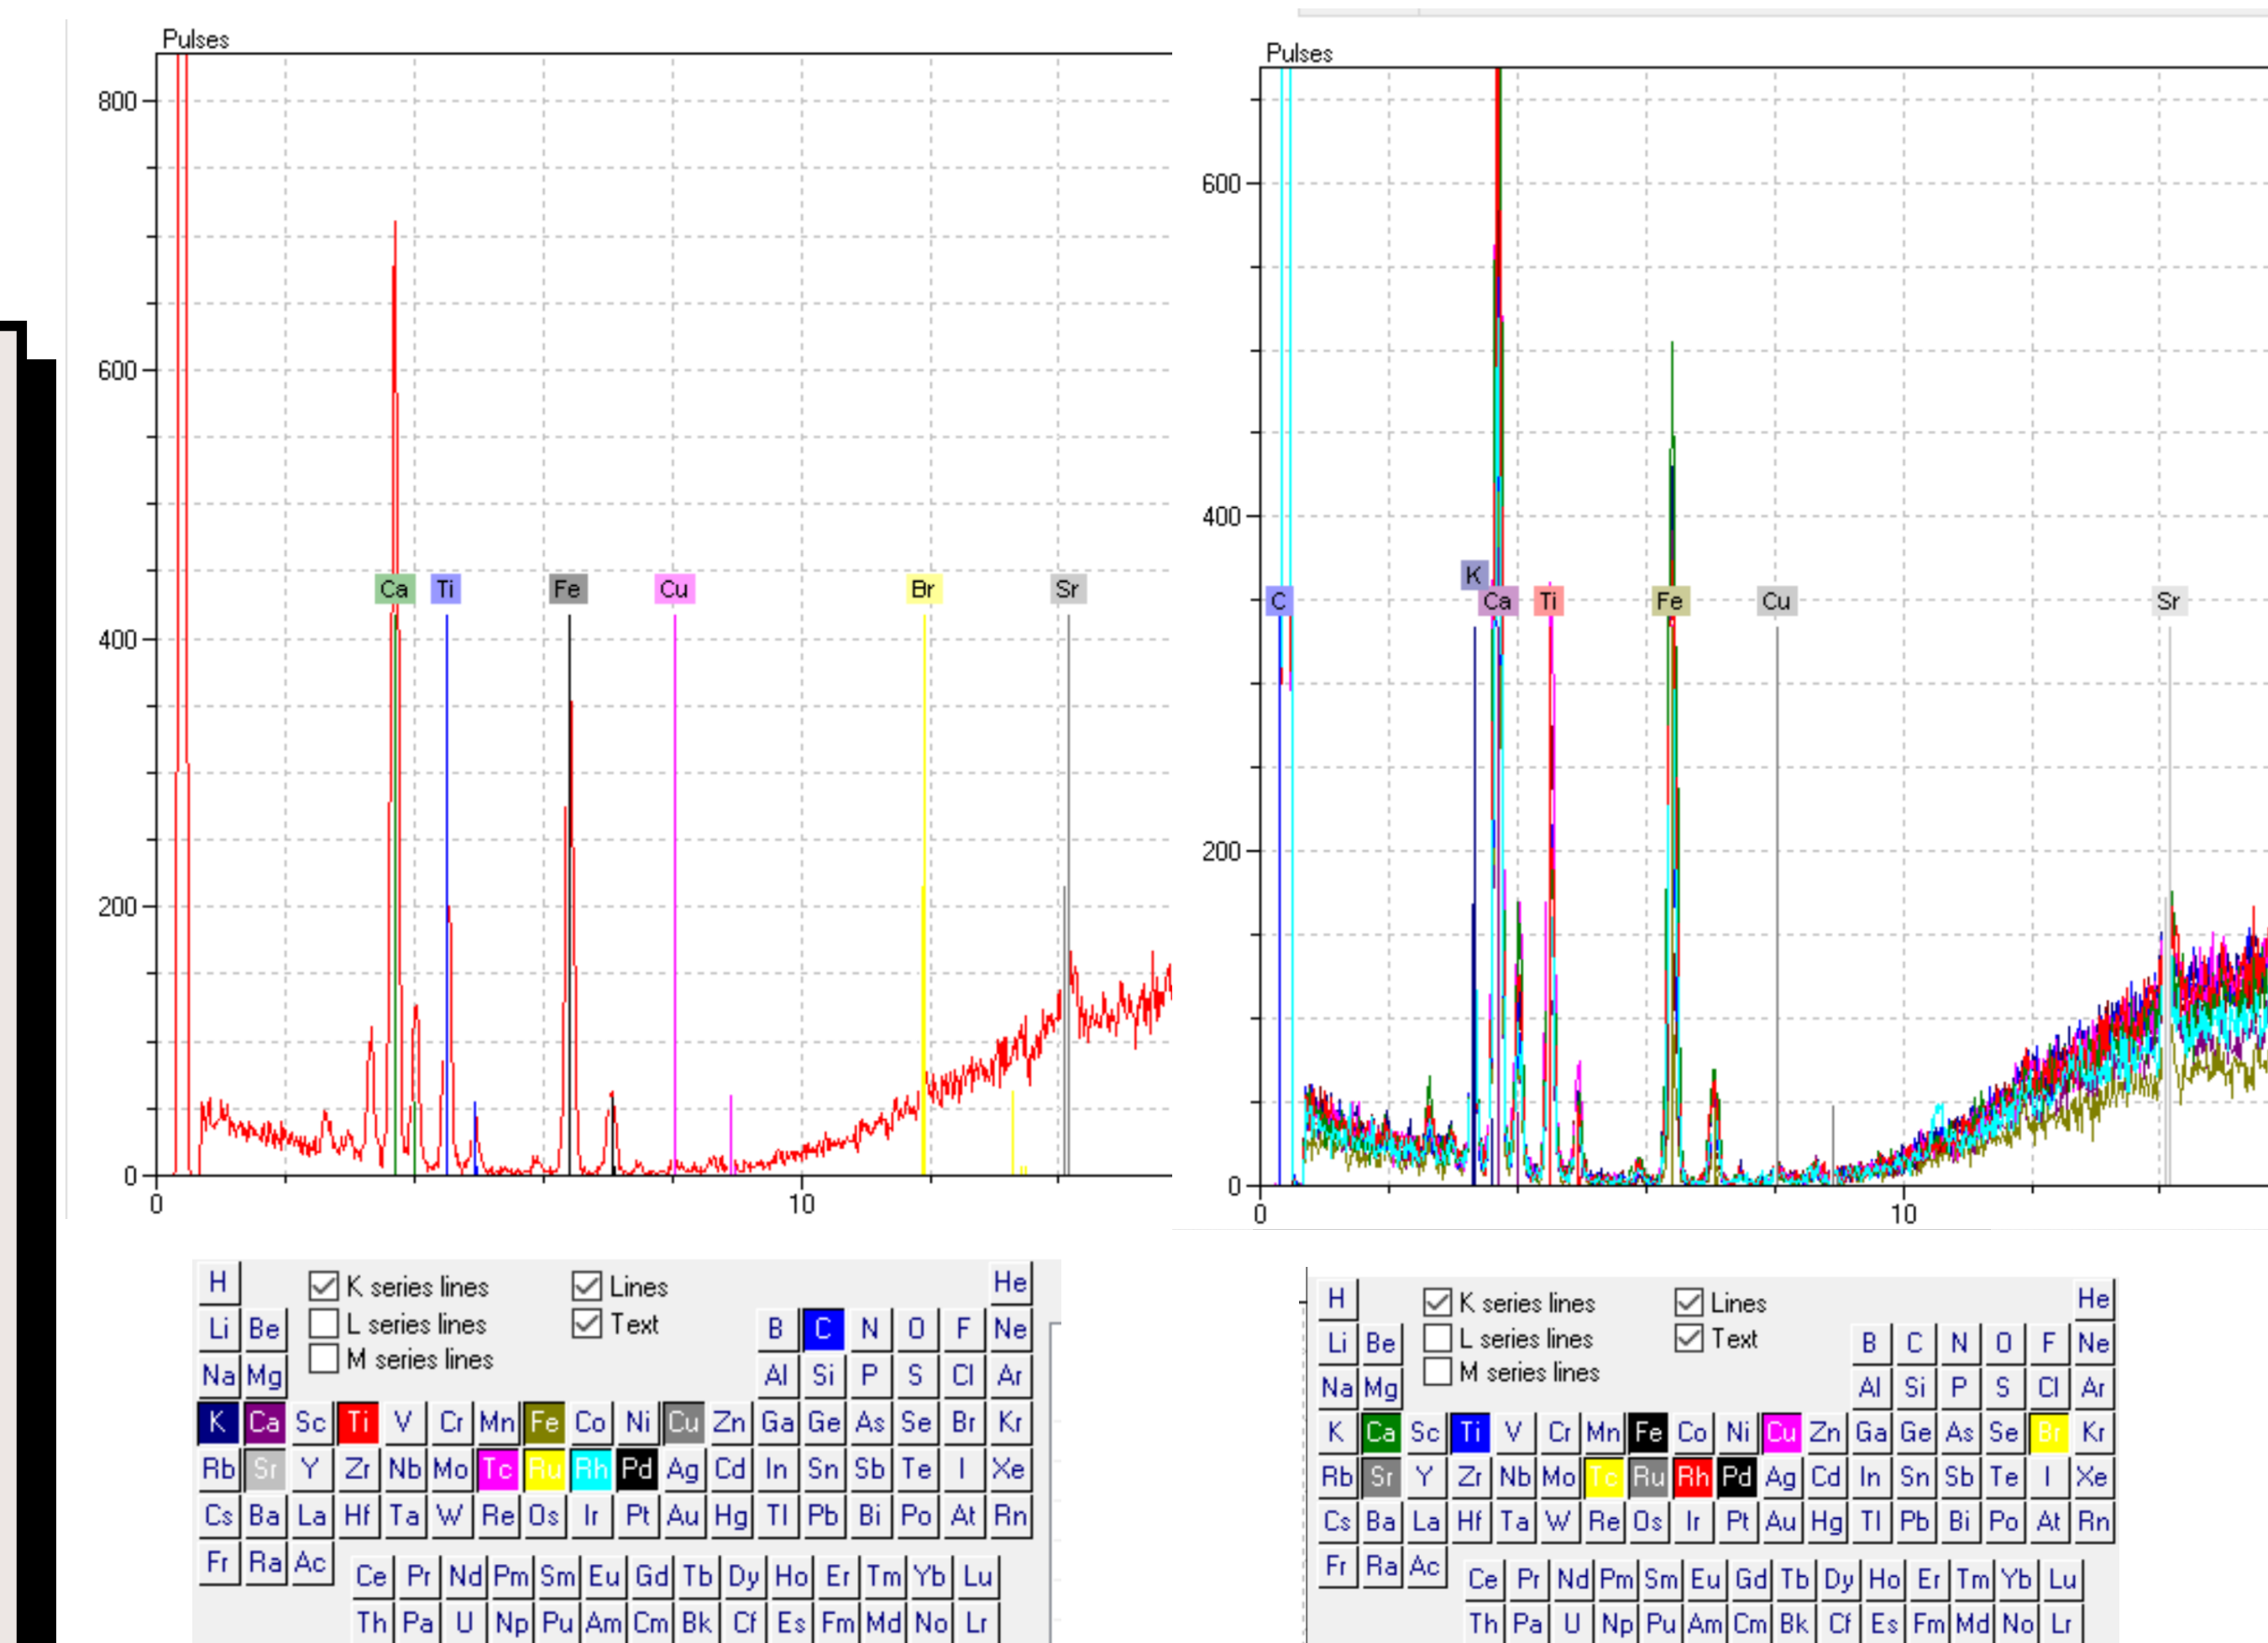 Pulses
800
600
400
200
0
0
10
Ca Ti Fe Cu Br Sr
Pulses
600
400
200
0
0
10
C K Ca Ti Fe Cu Sr
H K series lines Lines He
Li Be L series lines Text B C N O F Ne
Na Mg M series lines Al Si P S Cl Ar
K Ca Sc Ti V Cr Mn Fe Co Ni Cu Zn Ga Ge As Se Br Kr
Rb Sr Y Zr Nb Mo Tc Ru Rh Pd Ag Cd In Sn Sb Te I Xe
Cs Ba La Hf Ta W Re Os Ir Pt Au Hg Tl Pb Bi Po At Rn
Fr Ra Ac
Ce Pr Nd Pm Sm Eu Gd Tb Dy Ho Er Tm Yb Lu
Th Pa U Np Pu Am Cm Bk Cf Es Fm Md No Lr
H K series lines Lines He
Li Be L series lines Text B C N O F Ne
Na Mg M series lines Al Si P S Cl Ar
K Ca Sc Ti V Cr Mn Fe Co Ni Cu Zn Ga Ge As Se Br Kr
Rb Sr Y Zr Nb Mo Tc Ru Rh Pd Ag Cd In Sn Sb Te I Xe
Cs Ba La Hf Ta W Re Os Ir Pt Au Hg Tl Pb Bi Po At Rn
Fr Ra Ac
Ce Pr Nd Pm Sm Eu Gd Tb Dy Ho Er Tm Yb Lu
Th Pa U Np Pu Am Cm Bk Cf Es Fm Md No Lr